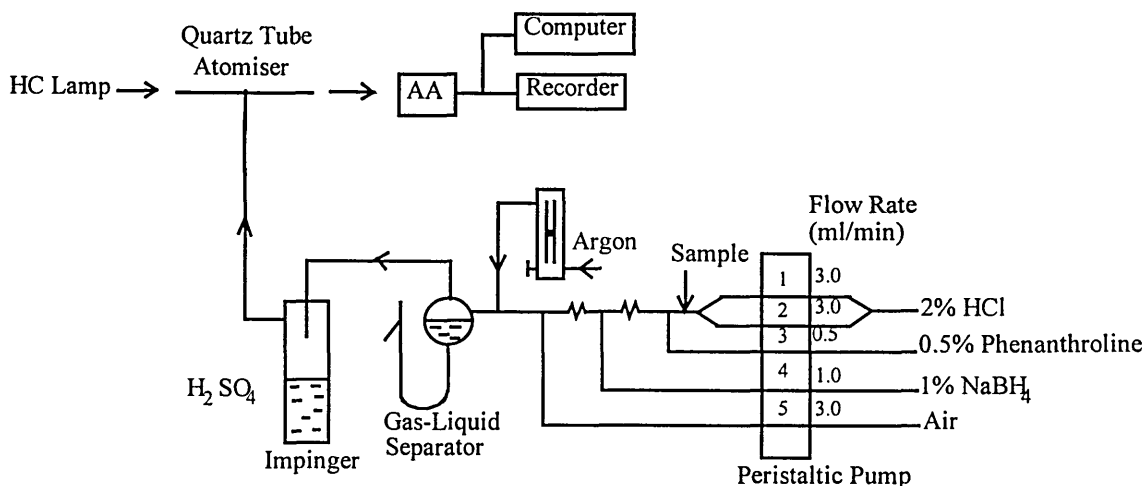 Quartz Tube
Atomiser
HC Lamp
AA
Computer
Recorder
Argon
Sample
Flow Rate
(ml/min)
1 3.0
2 3.0 2% HCl
3 0.5 0.5% Phenanthroline
4 1.0 1% NaBH4
5 3.0 Air
H2 SO4
Gas-Liquid
Separator
Impinger
Peristaltic Pump